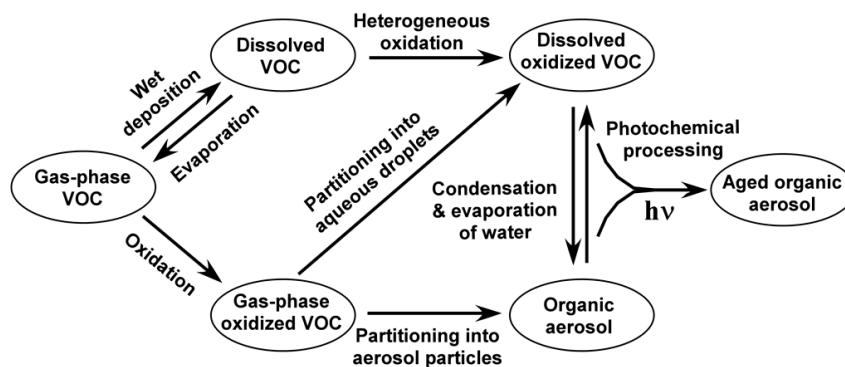 Dissolved
VOC
Heterogeneous
oxidation
Dissolved
oxidized VOC
Wet
deposition
Evaporation
Gas-phase
VOC
Partitioning into
aqueous droplets
Photochemical
processing
Condensation
& evaporation
of water
hν
Aged organic
aerosol
Oxidation
Gas-phase
oxidized VOC
Partitioning into
aerosol particles
Organic
aerosol